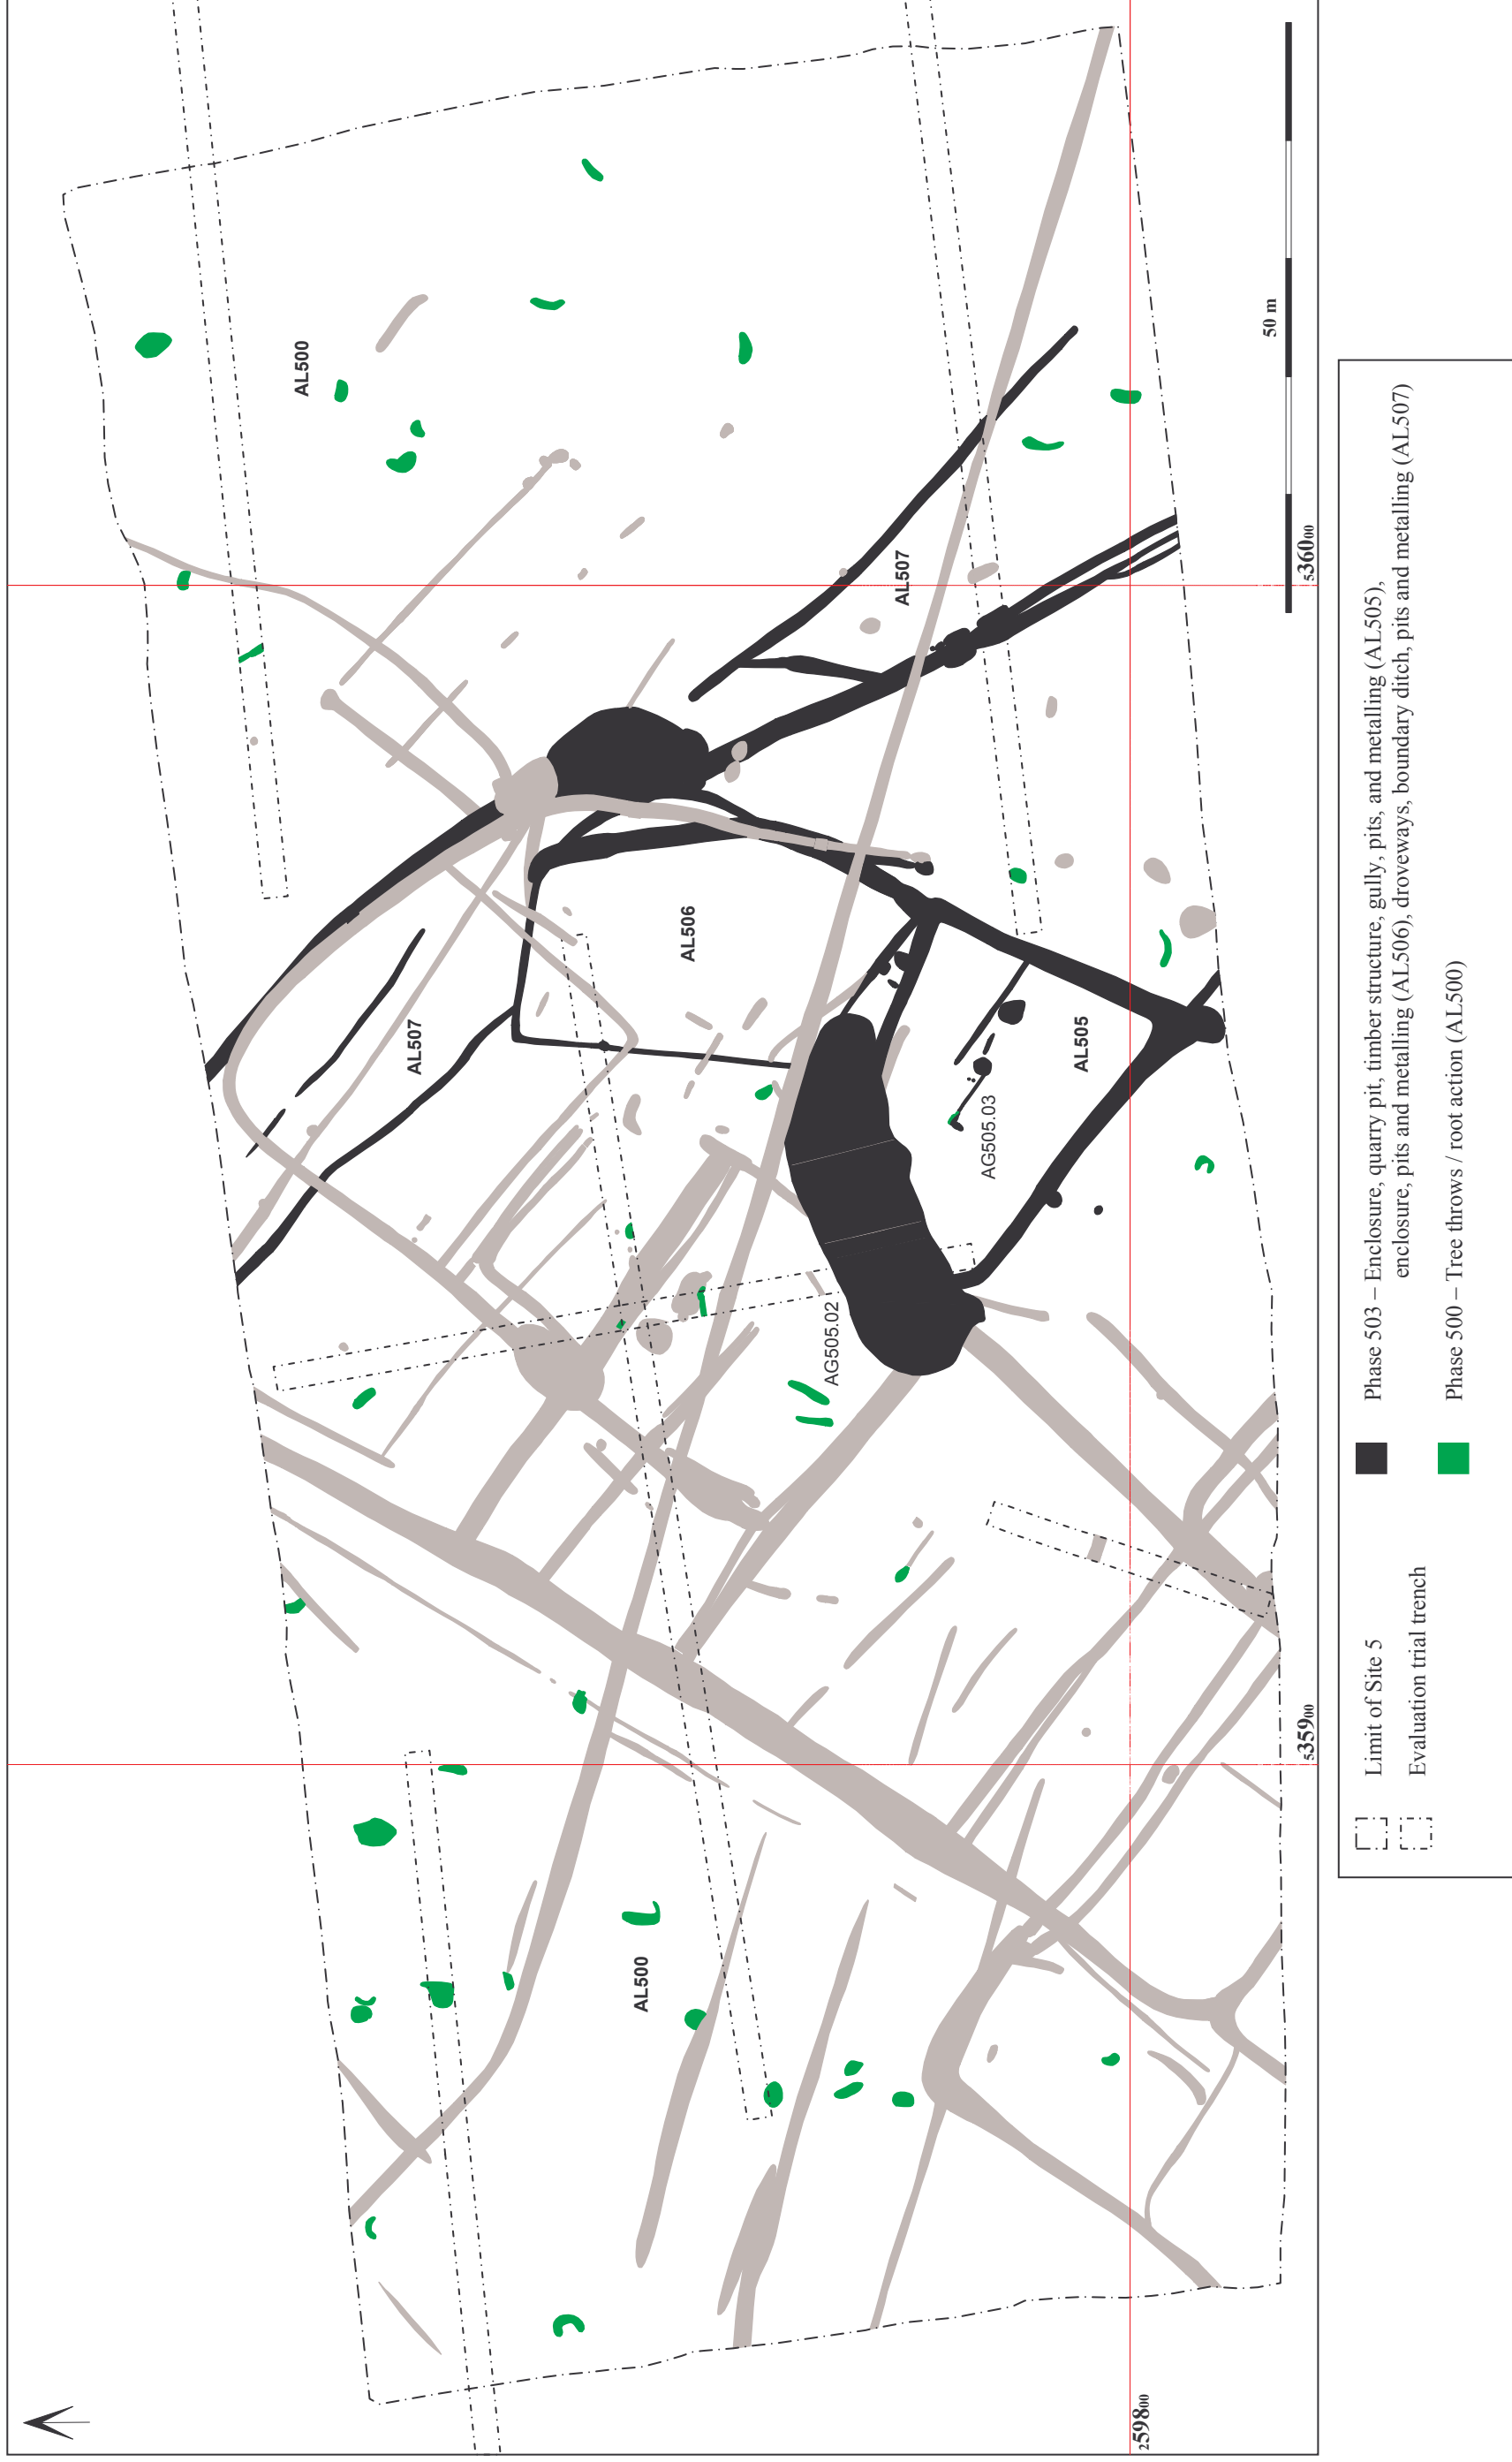 AL500
AL507
AL506
AL507
AL505
AG505.03
AG505.02
AL500
50 m
53600₀
53590₀
25980₀
Limit of Site 5
Evaluation trial trench
Phase 503 – Enclosure, quarry pit, timber structure, gully, pits, and metalling (AL505),
enclosure, pits and metalling (AL506), droveways, boundary ditch, pits and metalling (AL507)
Phase 500 – Tree throws / root action (AL500)